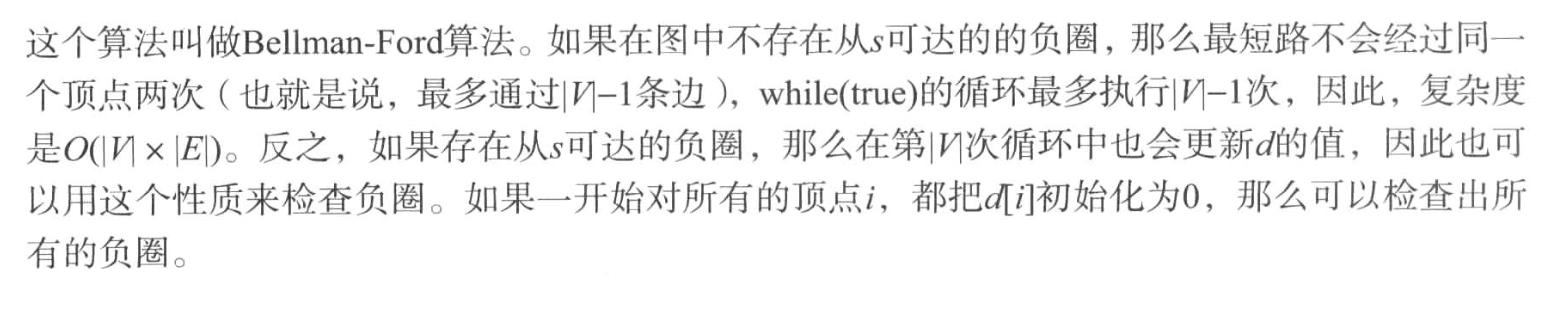 这个算法叫做Bellman-Ford算法。如果在图中不存在从s可达的的负圈，那么最短路不会经过同一
个顶点两次（也就是说，最多通过|V|−1条边），while(true)的循环最多执行|V|−1次，因此，复杂度
是O(|V| × |E|)。反之，如果存在从s可达的负圈，那么在第|V|次循环中也会更新d的值，因此也可
以用这个性质来检查负圈。如果一开始对所有的顶点i，都把d[i]初始化为0，那么可以检查出所
有的负圈。